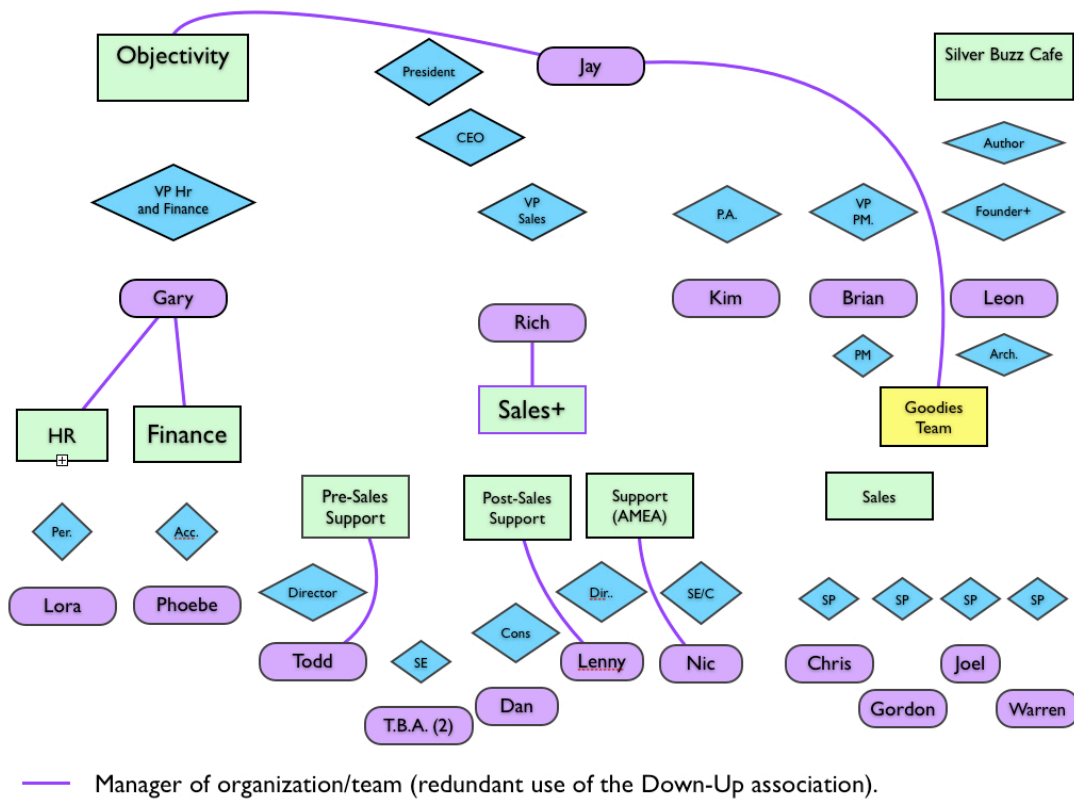 Objectivity
Jay
Silver Buzz Cafe
President
CEO
Author
VP Hr
and Finance
VP
Sales
P.A.
VP
PM.
Founder+
Gary
Rich
Kim
Brian
Leon
PM
Arch.
HR
Finance
Sales+
Goodies
Team
Pre-Sales
Support
Post-Sales
Support
Support
(AMEA)
Sales
Per.
Acc.
Director
Dir..
SE/C
SP
SP
SP
SP
Lora
Phoebe
Cons
Todd
SE
Lenny
Nic
Chris
Joel
T.B.A. (2)
Dan
Gordon
Warren
Manager of organization/team (redundant use of the Down-Up association).